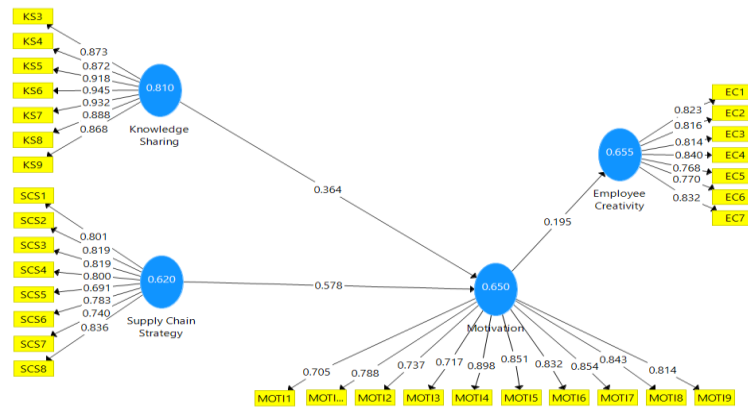 KS3
KS4
KS5
KS6
KS7
KS8
KS9
0.873
0.872
0.918
0.945
0.932
0.888
0.868
0.810
Knowledge
Sharing
0.364
SCS1
SCS2
SCS3
SCS4
SCS5
SCS6
SCS7
SCS8
0.801
0.819
0.819
0.800
0.691
0.783
0.740
0.836
0.620
Supply Chain
Strategy
0.578
EC1
EC2
EC3
EC4
EC5
EC6
EC7
0.823
0.816
0.814
0.840
0.768
0.770
0.832
0.655
Employee
Creativity
0.195
0.650
Motivation
0.705
0.788
0.737
0.717
0.898
0.851
0.832
0.854
0.843
0.814
MOTI1
MOTI...
MOTI2
MOTI3
MOTI4
MOTI5
MOTI6
MOTI7
MOTI8
MOTI9